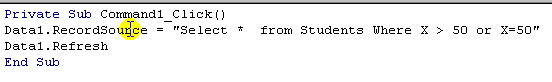 Private Sub Command1_Click()
Data1.RecordSource = "Select *  from Students Where X > 50 or X=50"
Data1.Refresh
End Sub